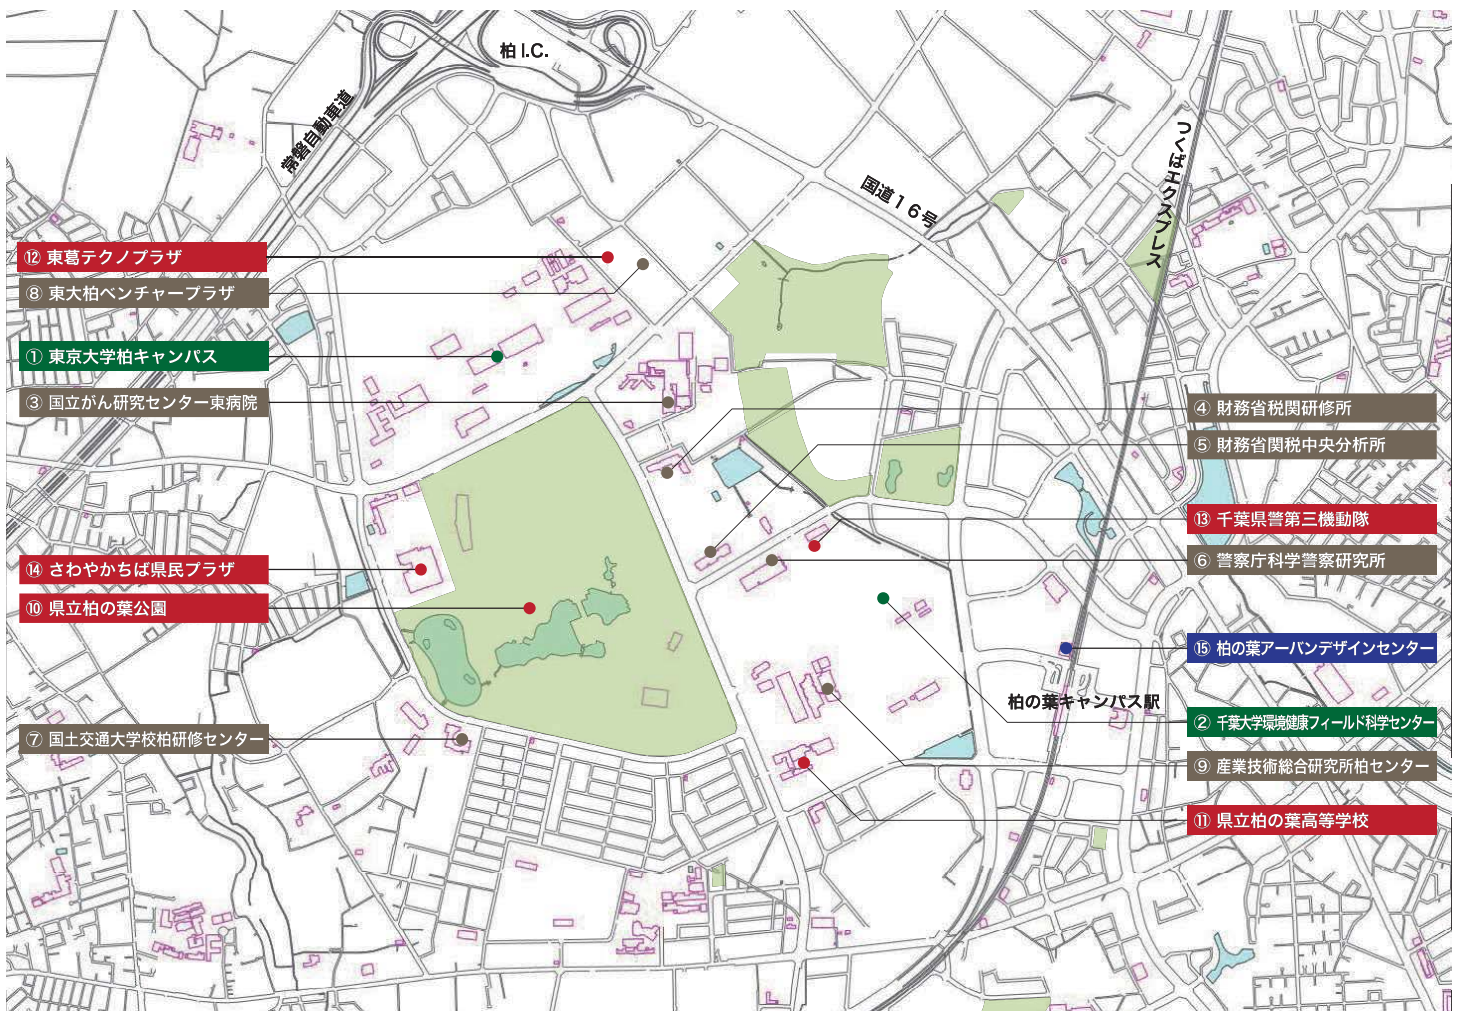 柏 I.C.
常磐自動車道
国道16号
つくばエクスプレス
⑫ 東葛テクノプラザ
⑧ 東大柏ベンチャープラザ
① 東京大学柏キャンパス
③ 国立がん研究センター東病院
④ 財務省税関研修所
⑤ 財務省関税中央分析所
⑬ 千葉県警第三機動隊
⑥ 警察庁科学警察研究所
⑭ さわやかちば県民プラザ
⑩ 県立柏の葉公園
⑮ 柏の葉アーバンデザインセンター
柏の葉キャンパス駅
② 千葉大学環境健康フィールド科学センター
⑦ 国土交通大学校柏研修センター
⑨ 産業技術総合研究所柏センター
⑪ 県立柏の葉高等学校